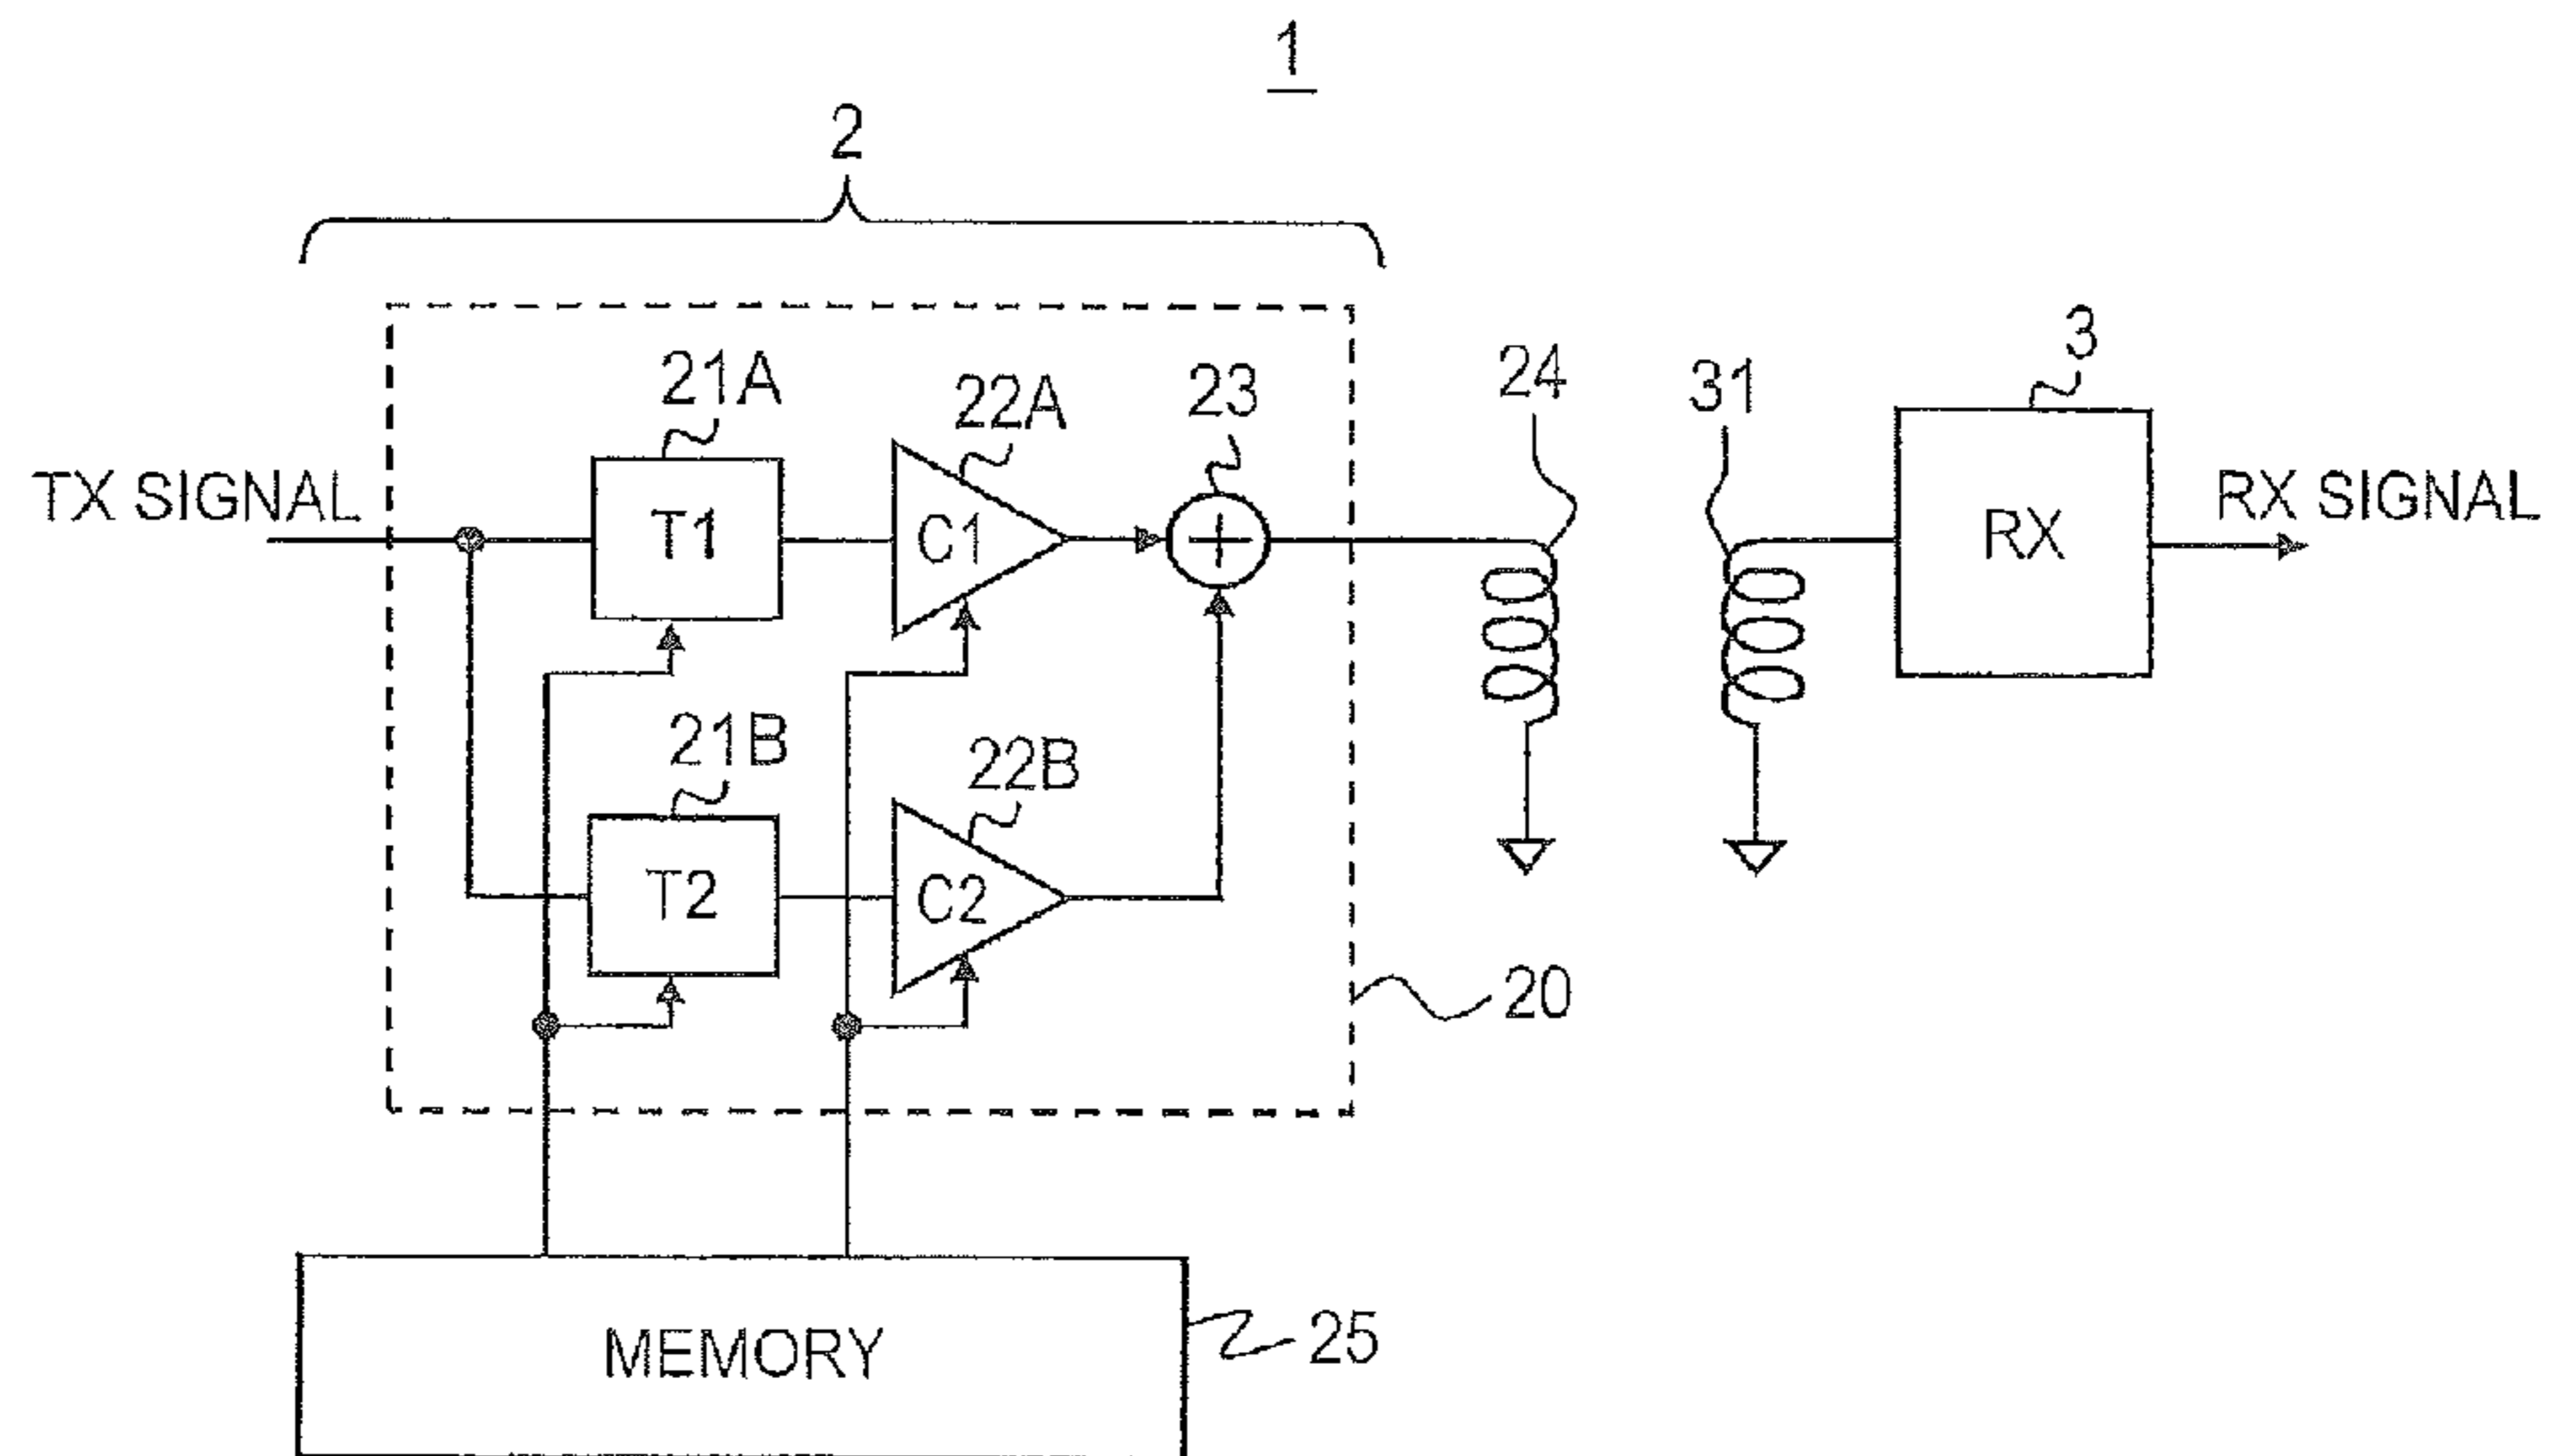 1
2
3
21A
22A
23
24
31
TX SIGNAL
T1
C1
+
RX
RX SIGNAL
21B
22B
T2
C2
20
MEMORY
25